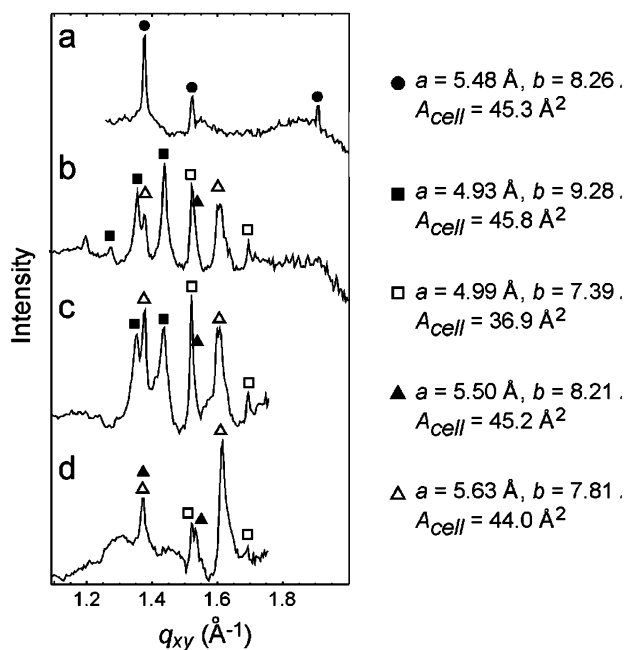 a
b
c
d
Intensity
1.2 1.4 1.6 1.8
qxy (Å-1)
a = 5.48 Å, b = 8.26
Acell = 45.3 Å2
a = 4.93 Å, b = 9.28
Acell = 45.8 Å2
a = 4.99 Å, b = 7.39
Acell = 36.9 Å2
a = 5.50 Å, b = 8.21
Acell = 45.2 Å2
a = 5.63 Å, b = 7.81
Acell = 44.0 Å2